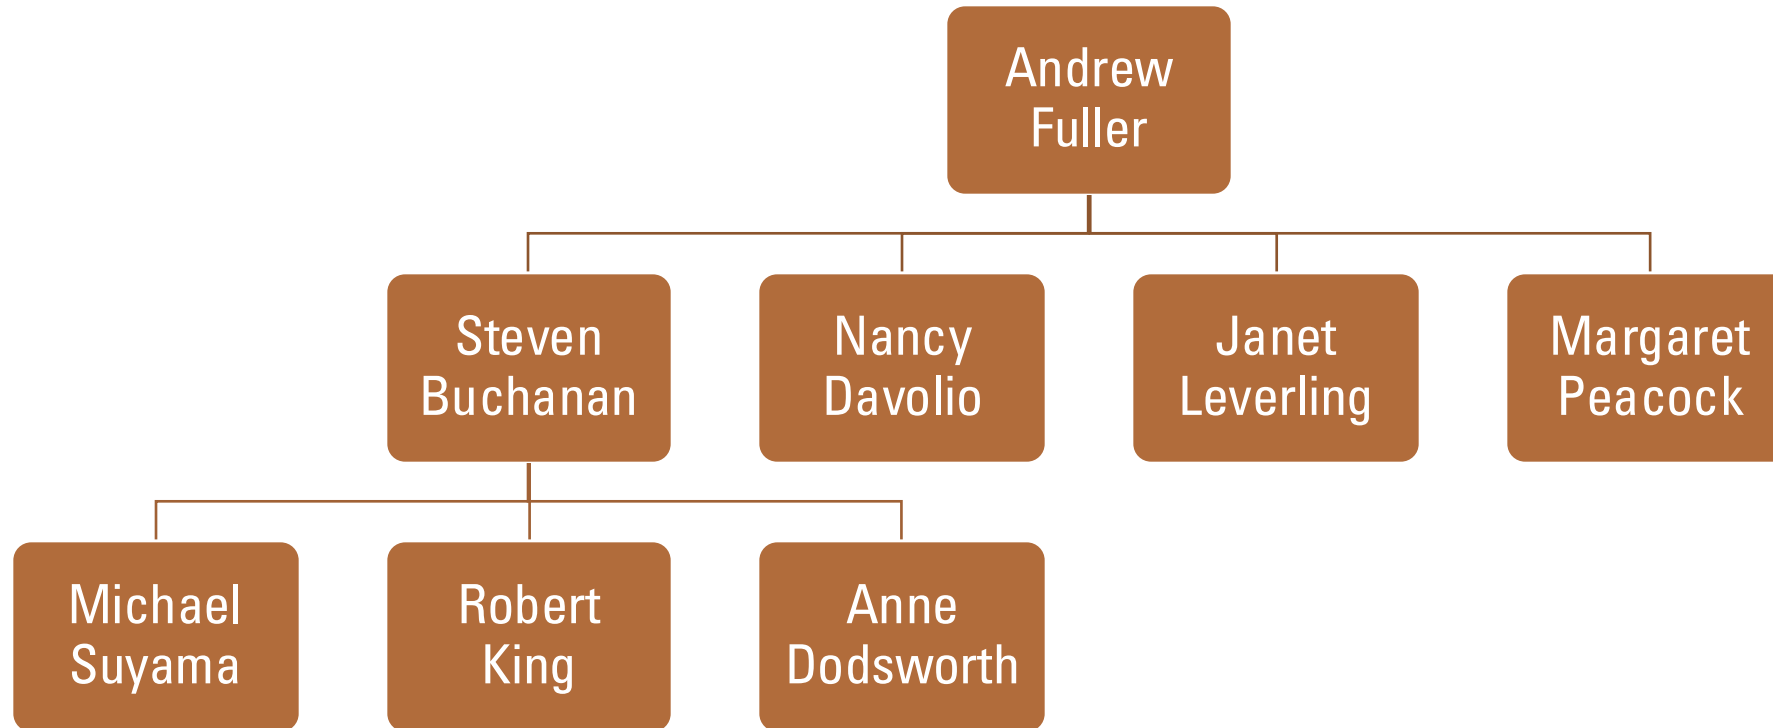 Andrew
Fuller
Steven
Buchanan
Nancy
Davolio
Janet
Leverling
Margaret
Peacock
Michael
Suyama
Robert
King
Anne
Dodsworth